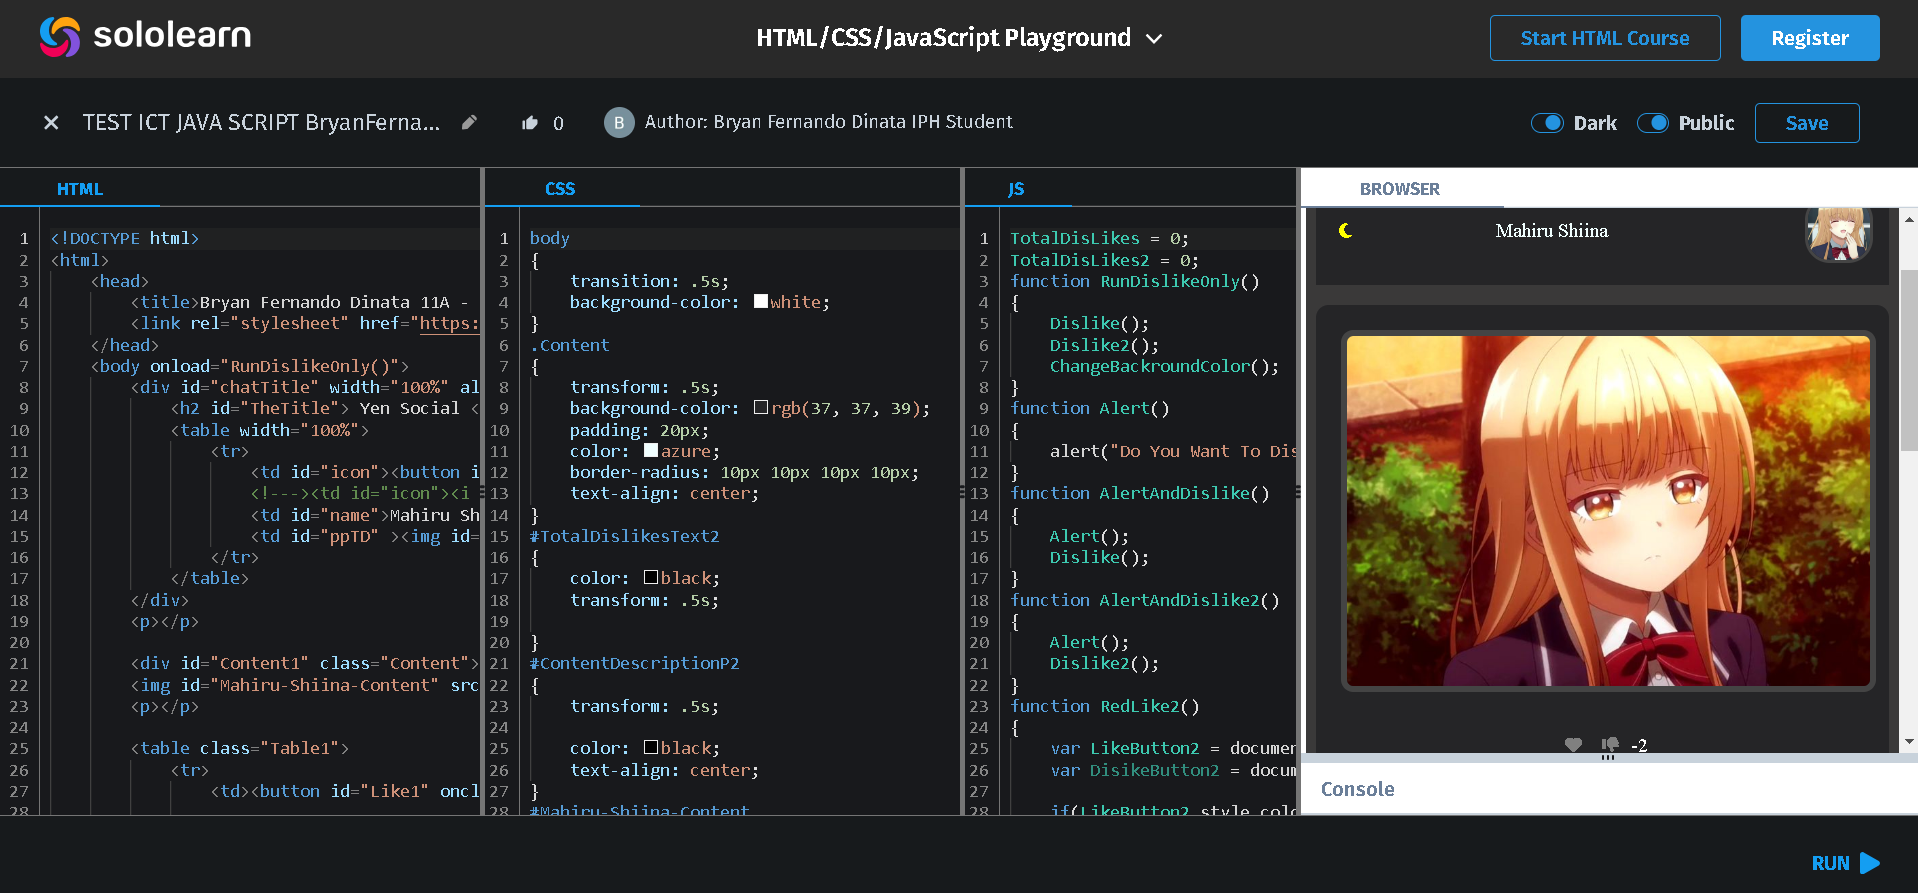 sololearn
HTML/CSS/JavaScript Playground
Start HTML Course
Register
TEST ICT JAVA SCRIPT BryanFerna...
0
B
Author: Bryan Fernando Dinata IPH Student
Dark
Public
Save
HTML
1 <!DOCTYPE html>
2 <html>
3 <head>
4 <title>Bryan Fernando Dinata 11A -
5 <link rel="stylesheet" href="https:
6 </head>
7 <body onload="RunDislikeOnly()">
8 <div id="chatTitle" width="100%" al
9 <h2 id="TheTitle"> Yen Social <
10 <table width="100%">
11 <tr>
12 <td id="icon"><button i
13 <!---><td id="icon"><i
14 <td id="name">Mahiru Sh
15 <td id="ppTD" ><img id=
16 </tr>
17 </table>
18 </div>
19 <p></p>
20
21 <div id="Content1" class="Content">
22 <img id="Mahiru-Shiina-Content" src
23 <p></p>
24
25 <table class="Table1">
26 <tr>
27 <td><button id="Like1" oncl
28
CSS
1 body
2 {
3 transition: .5s;
4 background-color: white;
5 }
6 .Content
7 {
8 transform: .5s;
9 background-color: rgb(37, 37, 39);
10 padding: 20px;
11 color: azure;
12 border-radius: 10px 10px 10px 10px;
13 text-align: center;
14 }
15 #TotalDislikesText2
16 {
17 color: black;
18 transform: .5s;
19
20 }
21 #ContentDescriptionP2
22 {
23 transform: .5s;
24
25 color: black;
26 text-align: center;
27 }
28 #Mahiru-Shiina-Content
JS
1 TotalDisLikes = 0;
2 TotalDisLikes2 = 0;
3 function RunDislikeOnly()
4 {
5 Dislike();
6 Dislike2();
7 ChangeBackroundColor();
8 }
9 function Alert()
10 {
11 alert("Do You Want To Dis
12 }
13 function AlertAndDislike()
14 {
15 Alert();
16 Dislike();
17 }
18 function AlertAndDislike2()
19 {
20 Alert();
21 Dislike2();
22 }
23 function RedLike2()
24 {
25 var LikeButton2 = documen
26 var DisikeButton2 = docum
27
28 if(LikeButton2.style.colo
BROWSER
Mahiru Shiina
-2
Console
RUN